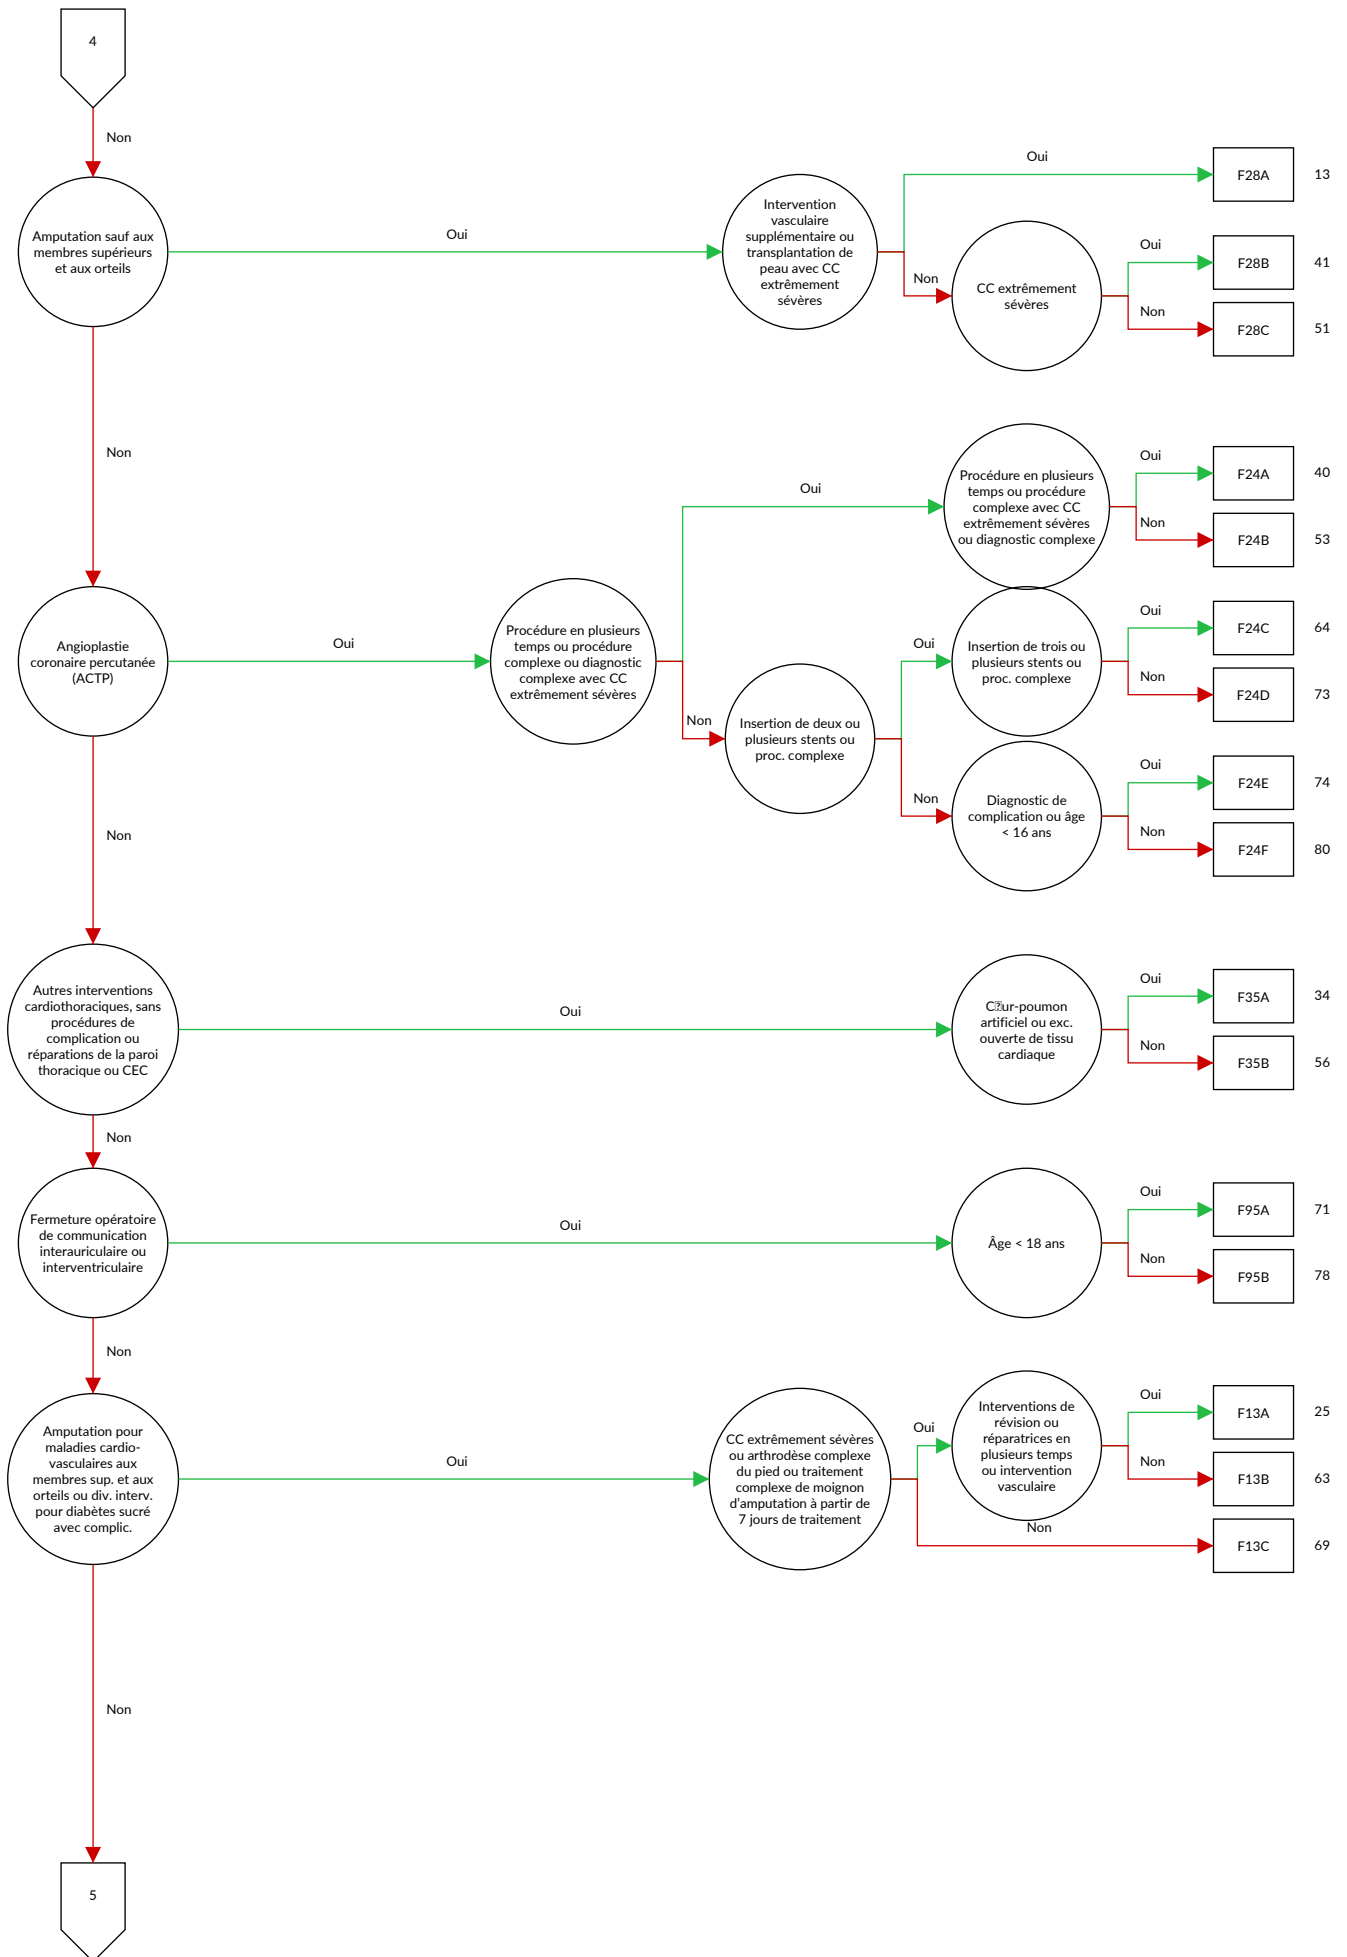 4
Non
Amputation sauf aux
membres supérieurs
et aux orteils
Oui
Intervention
vasculaire
supplémentaire ou
transplantation de
peau avec CC
extrêmement
sévères
Oui
F28A
13
Non
CC extrêmement
sévères
Oui
F28B
41
Non
F28C
51
Non
Angioplastie
coronaire percutanée
(ACTP)
Oui
Procédure en plusieurs
temps ou procédure
complexe ou diagnostic
complexe avec CC
extrêmement sévères
Oui
Procédure en plusieurs
temps ou procédure
complexe avec CC
extrêmement sévères
ou diagnostic complexe
Oui
F24A
40
Non
F24B
53
Non
Insertion de deux ou
plusieurs stents ou
proc. complexe
Oui
Insertion de trois ou
plusieurs stents ou
proc. complexe
Oui
F24C
64
Non
F24D
73
Non
Diagnostic de
complication ou âge
< 16 ans
Oui
F24E
74
Non
F24F
80
Non
Autres interventions
cardiothoraciques, sans
procédures de
complication ou
réparations de la paroi
thoracique ou CEC
Oui
C⍰ur-poumon
artificiel ou exc.
ouverte de tissu
cardiaque
Oui
F35A
34
Non
F35B
56
Non
Fermeture opératoire
de communication
interauriculaire ou
interventriculaire
Oui
Âge < 18 ans
Oui
F95A
71
Non
F95B
78
Non
Amputation pour
maladies cardio-
vasculaires aux
membres sup. et aux
orteils ou div. interv.
pour diabètes sucré
avec complic.
Oui
CC extrêmement sévères
ou arthrodèse complexe
du pied ou traitement
complexe de moignon
d'amputation à partir de
7 jours de traitement
Oui
Interventions de
révision ou
réparatrices en
plusieurs temps
ou intervention
vasculaire
Oui
F13A
25
Non
F13B
63
Non
F13C
69
Non
5